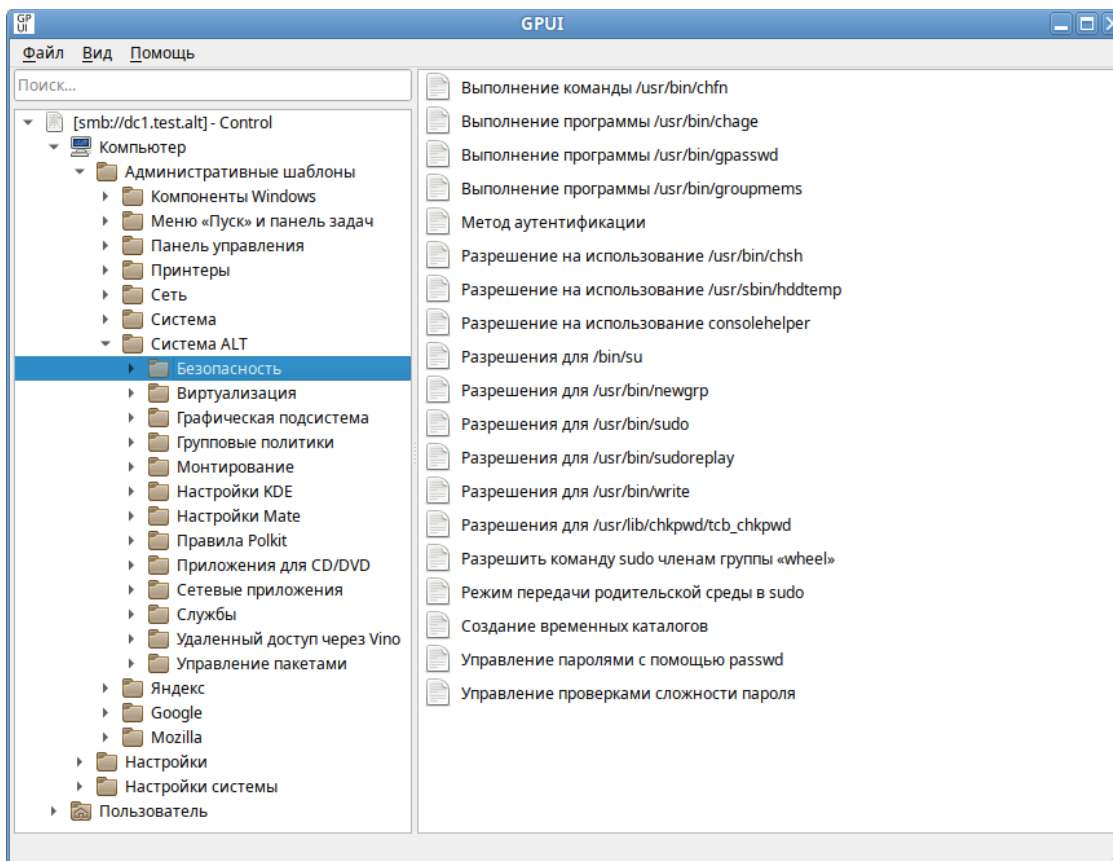 GPUI
GPUI
Файл Вид Помощь
Поиск...
[smb://dc1.test.alt] - Control
Компьютер
Административные шаблоны
Компоненты Windows
Меню «Пуск» и панель задач
Панель управления
Принтеры
Сеть
Система
Система ALT
Безопасность
Виртуализация
Графическая подсистема
Групповые политики
Монтирование
Настройки KDE
Настройки Mate
Правила Polkit
Приложения для CD/DVD
Сетевые приложения
Службы
Удаленный доступ через Vino
Управление пакетами
Яндекс
Google
Mozilla
Настройки
Настройки системы
Пользователь
Выполнение команды /usr/bin/chfn
Выполнение программы /usr/bin/chage
Выполнение программы /usr/bin/gpasswd
Выполнение программы /usr/bin/groupmems
Метод аутентификации
Разрешение на использование /usr/bin/chsh
Разрешение на использование /usr/sbin/hddtemp
Разрешение на использование consolehelper
Разрешения для /bin/su
Разрешения для /usr/bin/newgrp
Разрешения для /usr/bin/sudo
Разрешения для /usr/bin/sudoreplay
Разрешения для /usr/bin/write
Разрешения для /usr/lib/chkpwd/tcb_chkpwd
Разрешить команду sudo членам группы «wheel»
Режим передачи родительской среды в sudo
Создание временных каталогов
Управление паролями с помощью passwd
Управление проверками сложности пароля